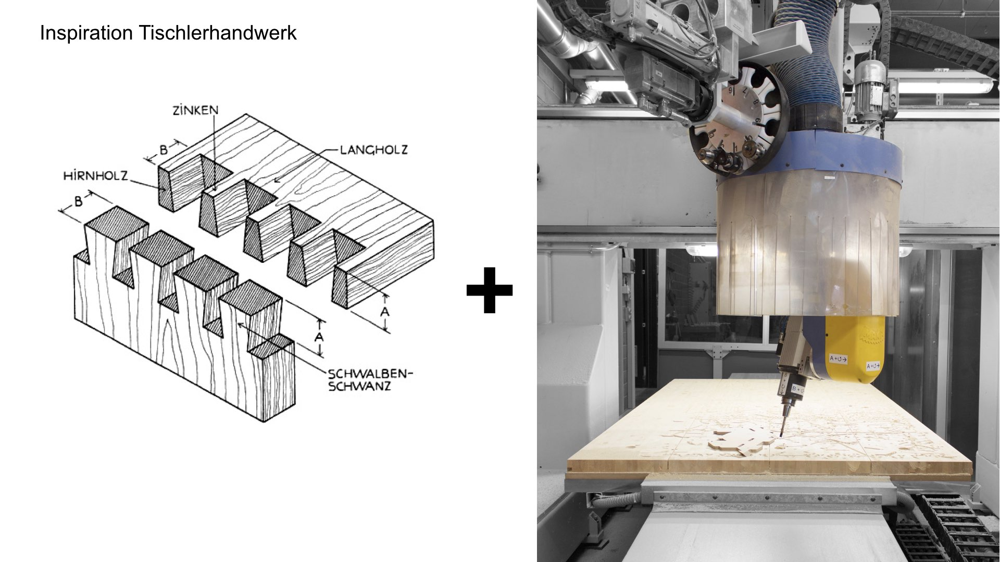 Inspiration Tischlerhandwerk
ZINKEN
B
LANGHOLZ
HIRNHOLZ
B
A
A
SCHWALBEN-
SCHWANZ
+
A+↻→
A+↻→
B+